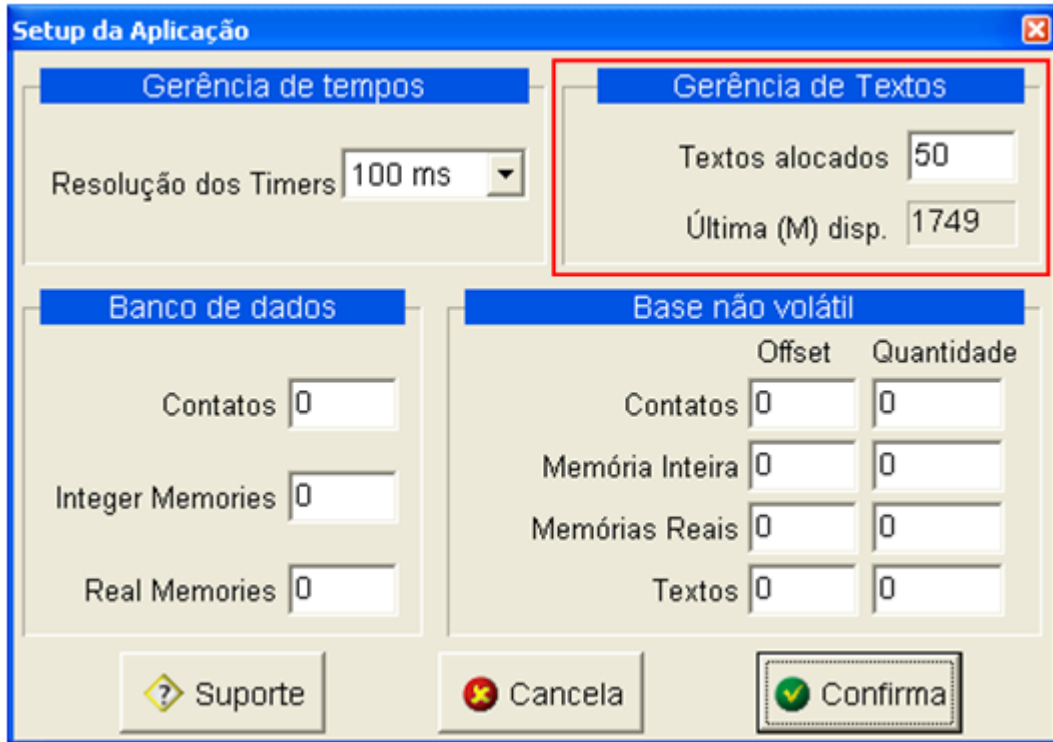 Setup da Aplicação
Gerência de tempos
Resolução dos Timers 100 ms
Gerência de Textos
Textos alocados 50
Última (M) disp. 1749
Banco de dados
Contatos 0
Integer Memories 0
Real Memories 0
Base não volátil
Offset Quantidade
Contatos 0 0
Memória Inteira 0 0
Memórias Reais 0 0
Textos 0 0
Suporte Cancela Confirma